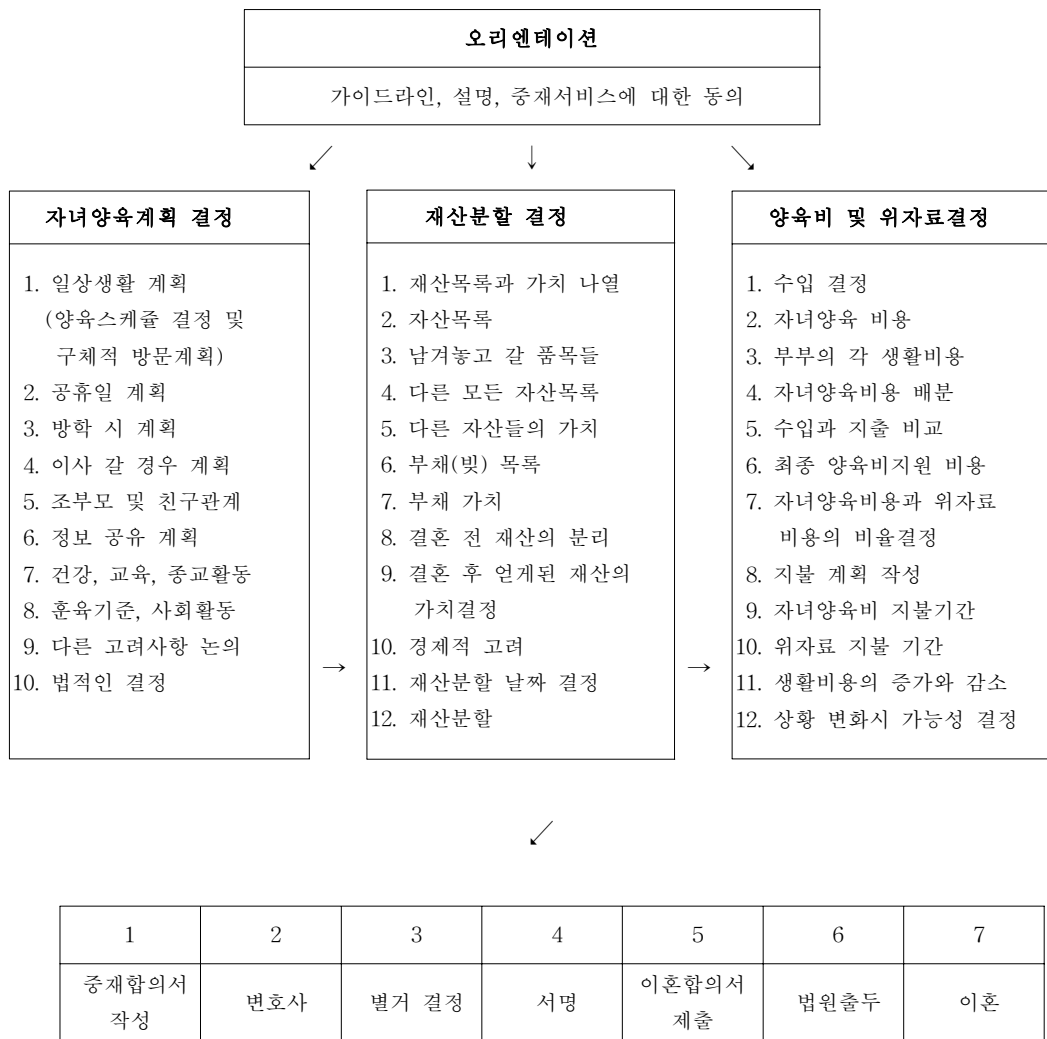 오리엔테이션
가이드라인, 설명, 중재서비스에 대한 동의
↙ ↓ ↘
자녀양육계획 결정
1. 일상생활 계획
(양육스케쥴 결정 및
구체적 방문계획)
2. 공휴일 계획
3. 방학 시 계획
4. 이사 갈 경우 계획
5. 조부모 및 친구관계
6. 정보 공유 계획
7. 건강, 교육, 종교활동
8. 훈육기준, 사회활동
9. 다른 고려사항 논의
10. 법적인 결정
→
재산분할 결정
1. 재산목록과 가치 나열
2. 자산목록
3. 남겨놓고 갈 품목들
4. 다른 모든 자산목록
5. 다른 자산들의 가치
6. 부채(빚) 목록
7. 부채 가치
8. 결혼 전 재산의 분리
9. 결혼 후 얻게된 재산의
가치결정
10. 경제적 고려
11. 재산분할 날짜 결정
12. 재산분할
→
양육비 및 위자료결정
1. 수입 결정
2. 자녀양육 비용
3. 부부의 각 생활비용
4. 자녀양육비용 배분
5. 수입과 지출 비교
6. 최종 양육비지원 비용
7. 자녀양육비용과 위자료
비용의 비율결정
8. 지불 계획 작성
9. 자녀양육비 지불기간
10. 위자료 지불 기간
11. 생활비용의 증가와 감소
12. 상황 변화시 가능성 결정
↙
1 2 3 4 5 6 7
중재합의서 작성 변호사 별거 결정 서명 이혼합의서 제출 법원출두 이혼